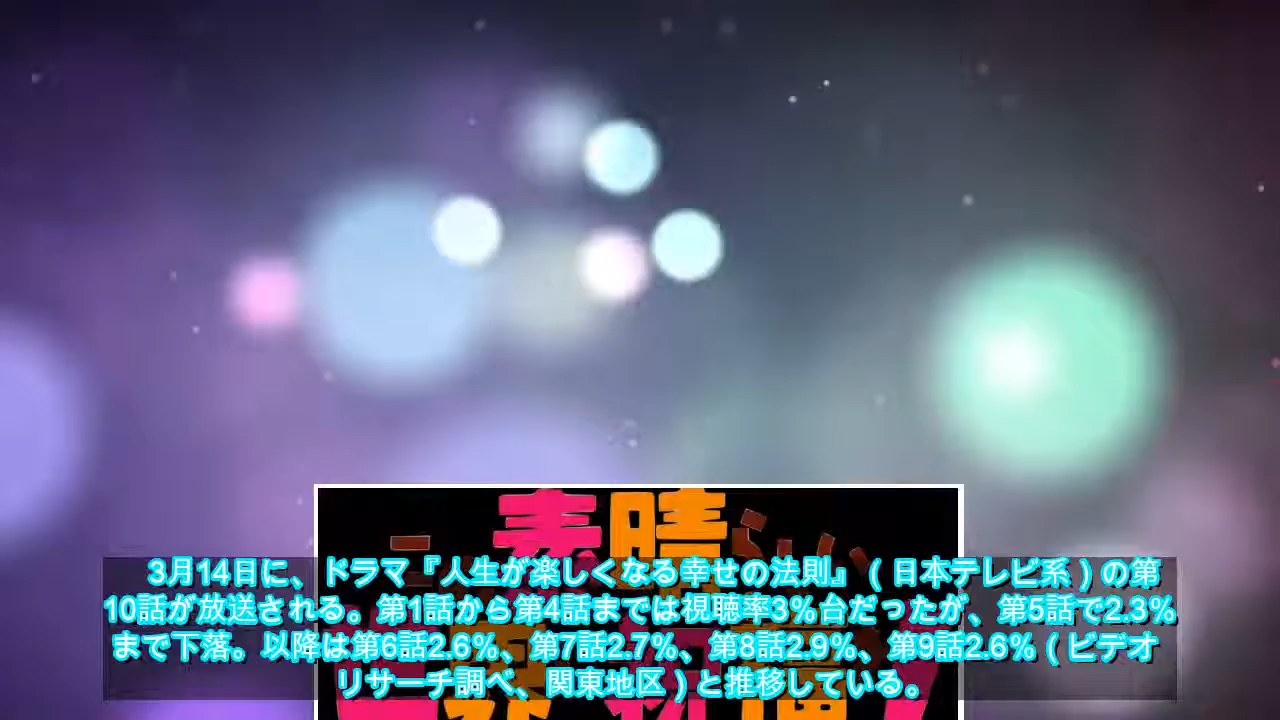 素晴らしい
3月14日に、ドラマ『人生が楽しくなる幸せの法則』(日本テレビ系)の第
10話が放送される。第1話から第4話までは視聴率3%台だったが、第5話で2.3%
まで下落。以降は第6話2.6%、第7話2.7%、第8話2.9%、第9話2.6%(ビデオ
リサーチ調べ、関東地区)と推移している。